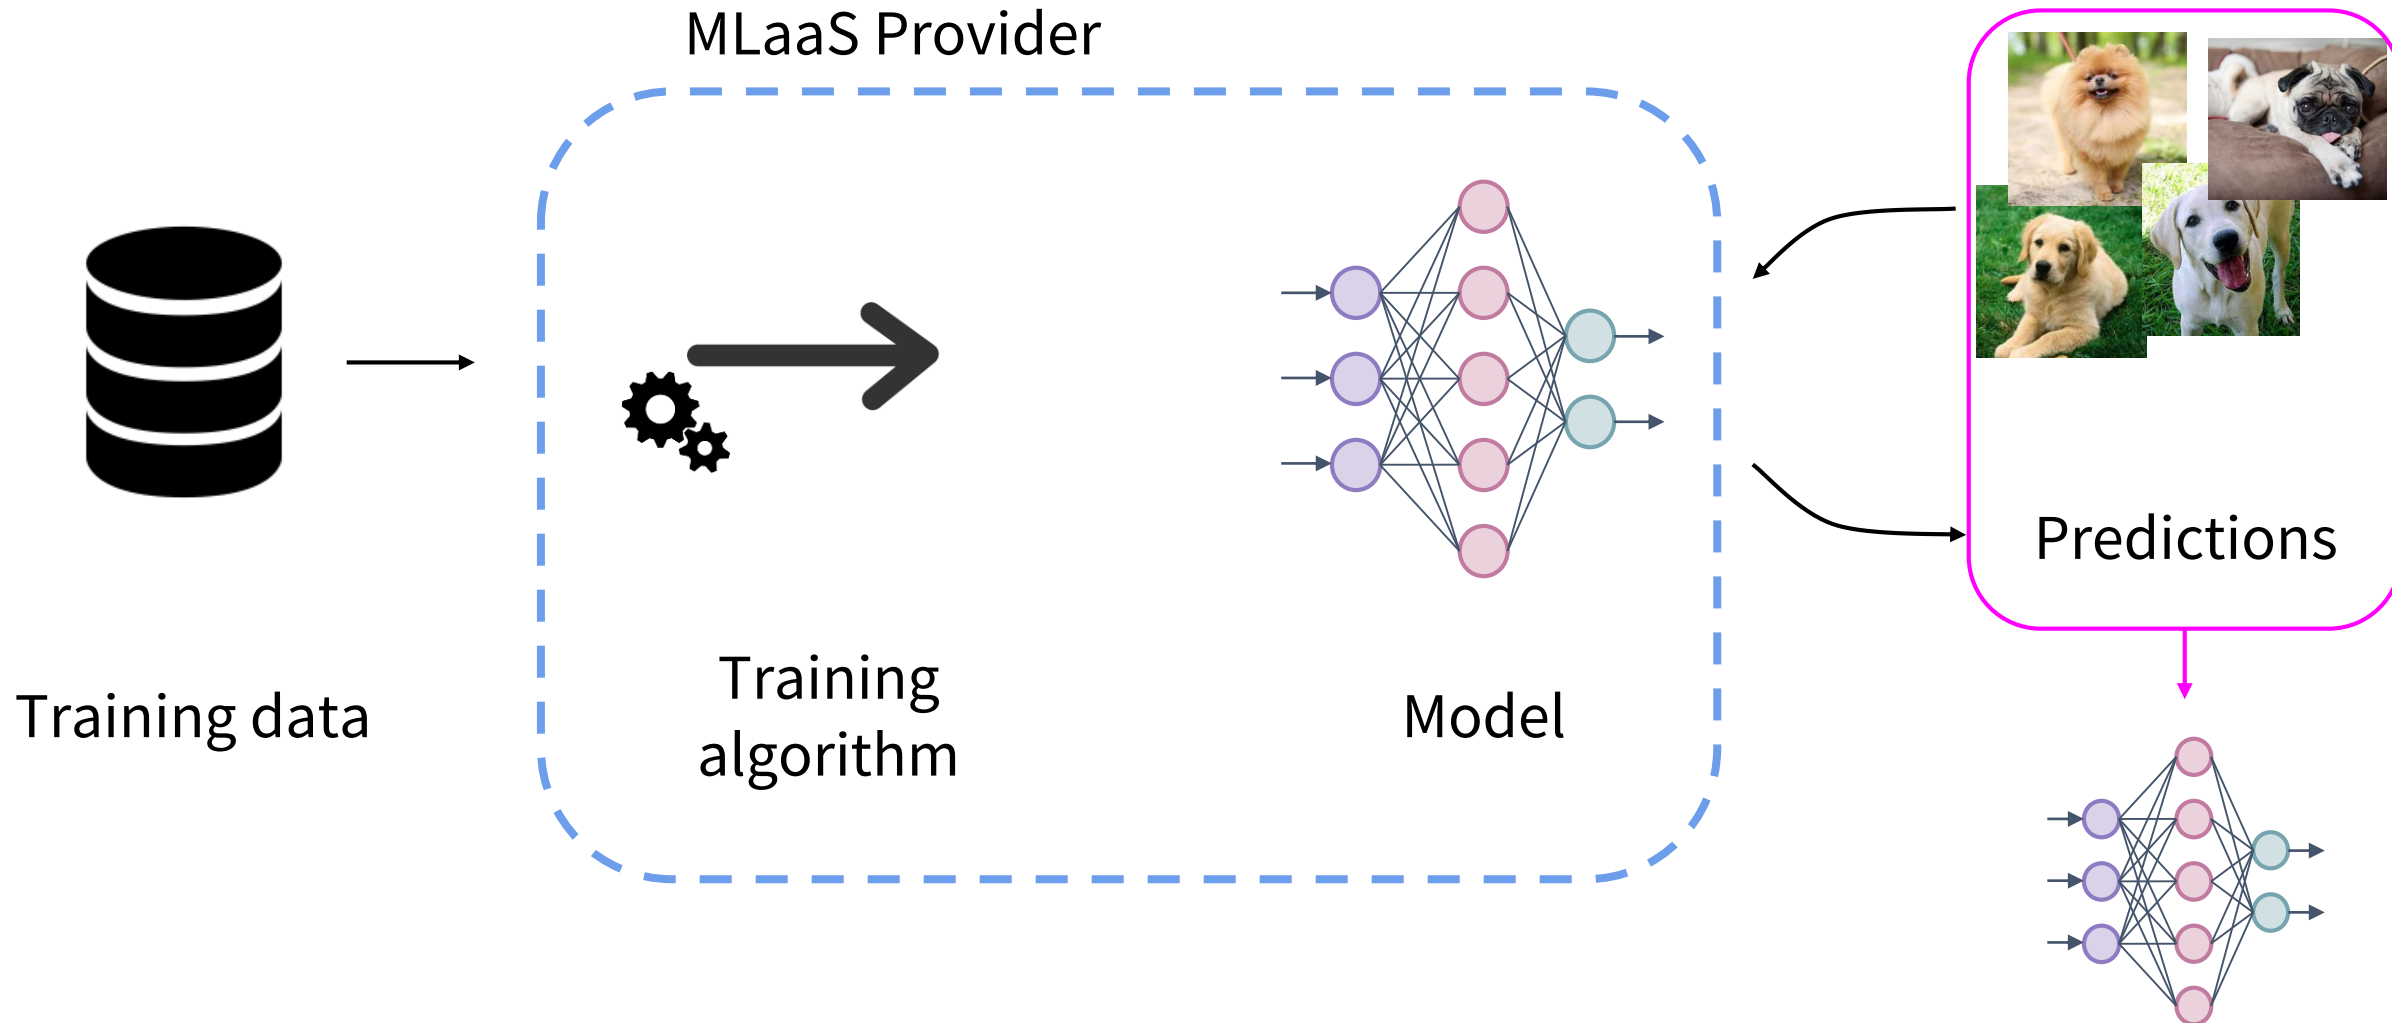 MLaaS Provider
Training data
Training
algorithm
Model
Predictions